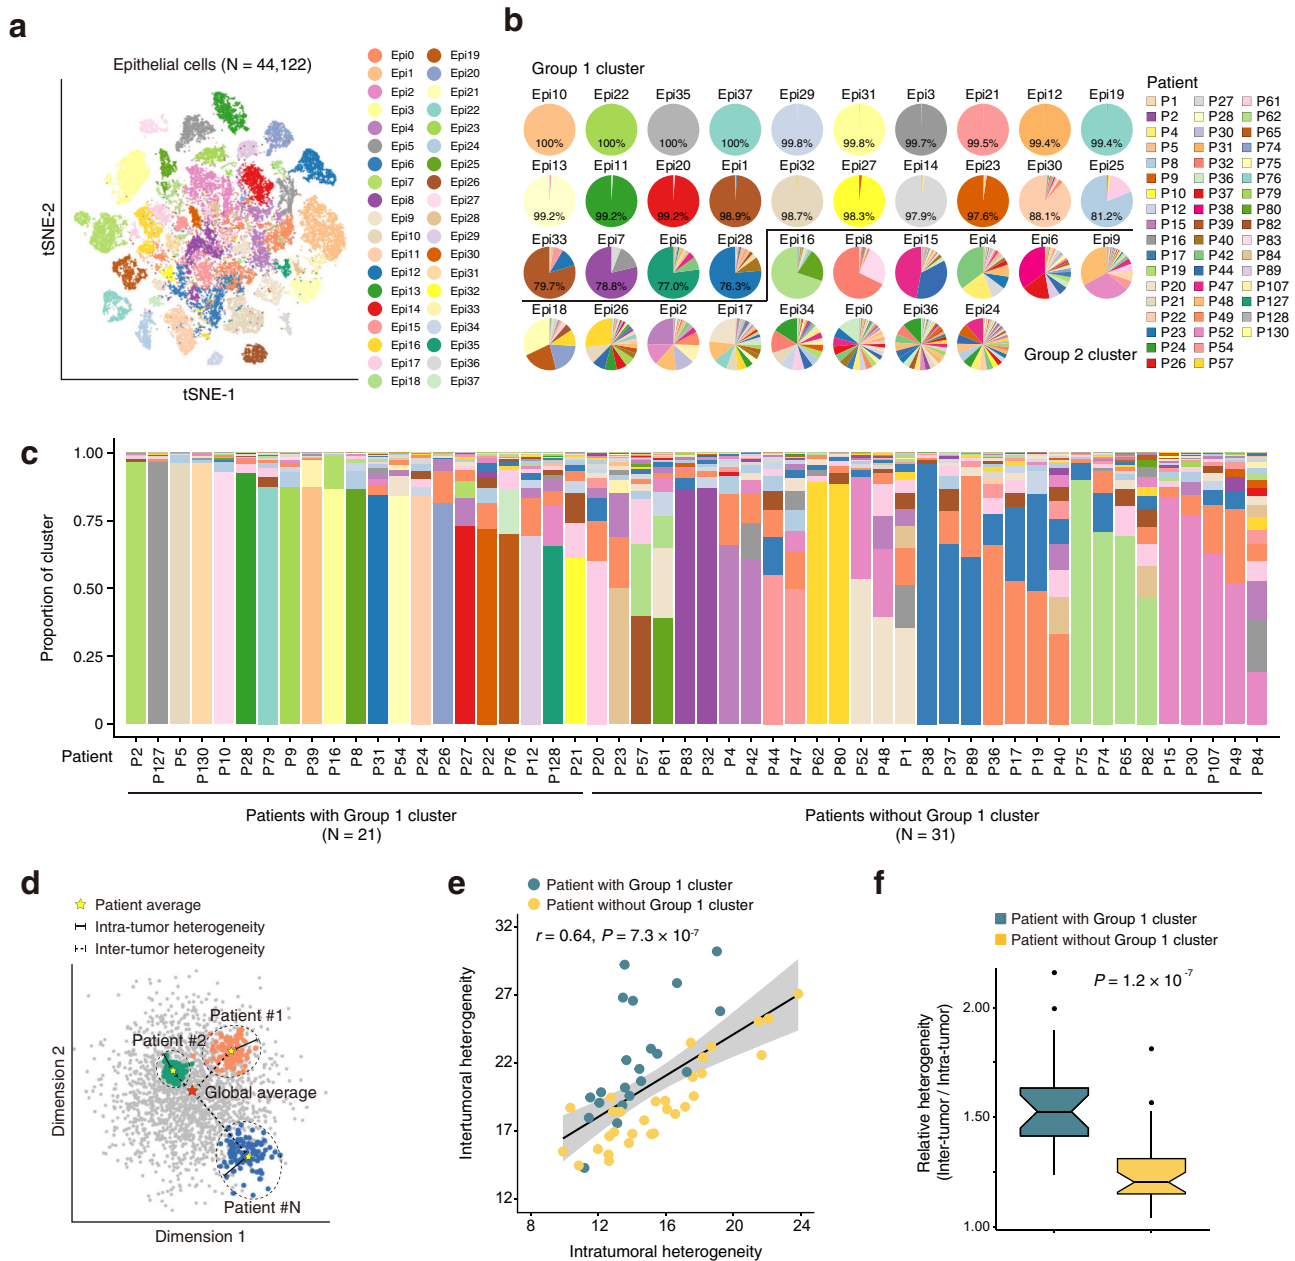 a
Epithelial cells (N = 44,122)
tSNE-2
tSNE-1
Epi0
Epi1
Epi2
Epi3
Epi4
Epi5
Epi6
Epi7
Epi8
Epi9
Epi10
Epi11
Epi12
Epi13
Epi14
Epi15
Epi16
Epi17
Epi18
Epi19
Epi20
Epi21
Epi22
Epi23
Epi24
Epi25
Epi26
Epi27
Epi28
Epi29
Epi30
Epi31
Epi32
Epi33
Epi34
Epi35
Epi36
Epi37
b
Group 1 cluster
Epi10 Epi22 Epi35 Epi37 Epi29 Epi31 Epi3 Epi21 Epi12 Epi19
100% 100% 100% 100% 99.8% 99.8% 99.7% 99.5% 99.4% 99.4%
Epi13 Epi11 Epi20 Epi1 Epi32 Epi27 Epi14 Epi23 Epi30 Epi25
99.2% 99.2% 99.2% 98.9% 98.7% 98.3% 97.9% 97.6% 88.1% 81.2%
Epi33 Epi7 Epi5 Epi28 Epi16 Epi8 Epi15 Epi4 Epi6 Epi9
79.7% 78.8% 77.0% 76.3%
Epi18 Epi26 Epi2 Epi17 Epi34 Epi0 Epi36 Epi24
Group 2 cluster
Patient
P1 P27 P61
P2 P28 P62
P4 P30 P65
P5 P31 P74
P8 P32 P75
P9 P36 P76
P10 P37 P79
P12 P38 P80
P15 P39 P82
P16 P40 P83
P17 P42 P84
P19 P44 P89
P20 P47 P107
P21 P48 P127
P22 P49 P128
P23 P52 P130
P24 P54
P26 P57
c
Proportion of cluster
1.00
0.75
0.50
0.25
0
Patient P2 P127 P5 P130 P10 P28 P79 P9 P39 P16 P8 P31 P54 P24 P26 P27 P22 P76 P12 P128 P21 P20 P23 P57 P61 P83 P32 P4 P42 P44 P47 P62 P80 P52 P48 P1 P38 P37 P89 P36 P17 P19 P40 P75 P74 P65 P82 P15 P30 P107 P49 P84
Patients with Group 1 cluster
(N = 21)
Patients without Group 1 cluster
(N = 31)
d
Patient average
Intra-tumor heterogeneity
Inter-tumor heterogeneity
Patient #1
Patient #2
Global average
Patient #N
Dimension 2
Dimension 1
e
Patient with Group 1 cluster
Patient without Group 1 cluster
r = 0.64, P = 7.3 × 10-7
Intertumoral heterogeneity
32
27
22
17
12
8 12 16 20 24
Intratumoral heterogeneity
f
Patient with Group 1 cluster
Patient without Group 1 cluster
P = 1.2 × 10 -7
Relative heterogeneity
(Inter-tumor / Intra-tumor)
2.00
1.50
1.00